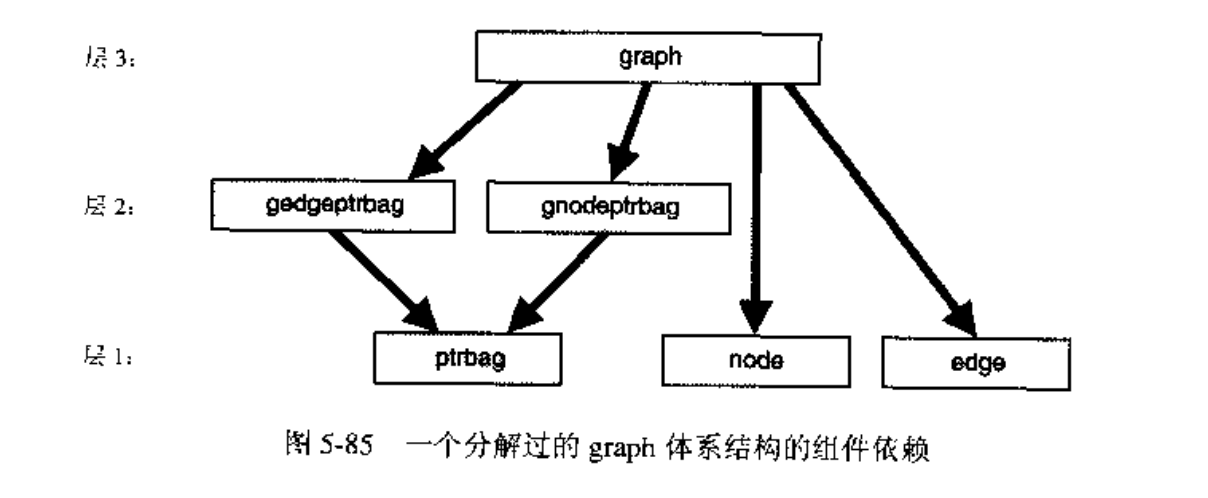 层 3: graph
层 2: gedgeptrbag gnodeptrbag
层 1: ptrbag node edge
图 5-85 一个分解过的 graph 体系结构的组件依赖